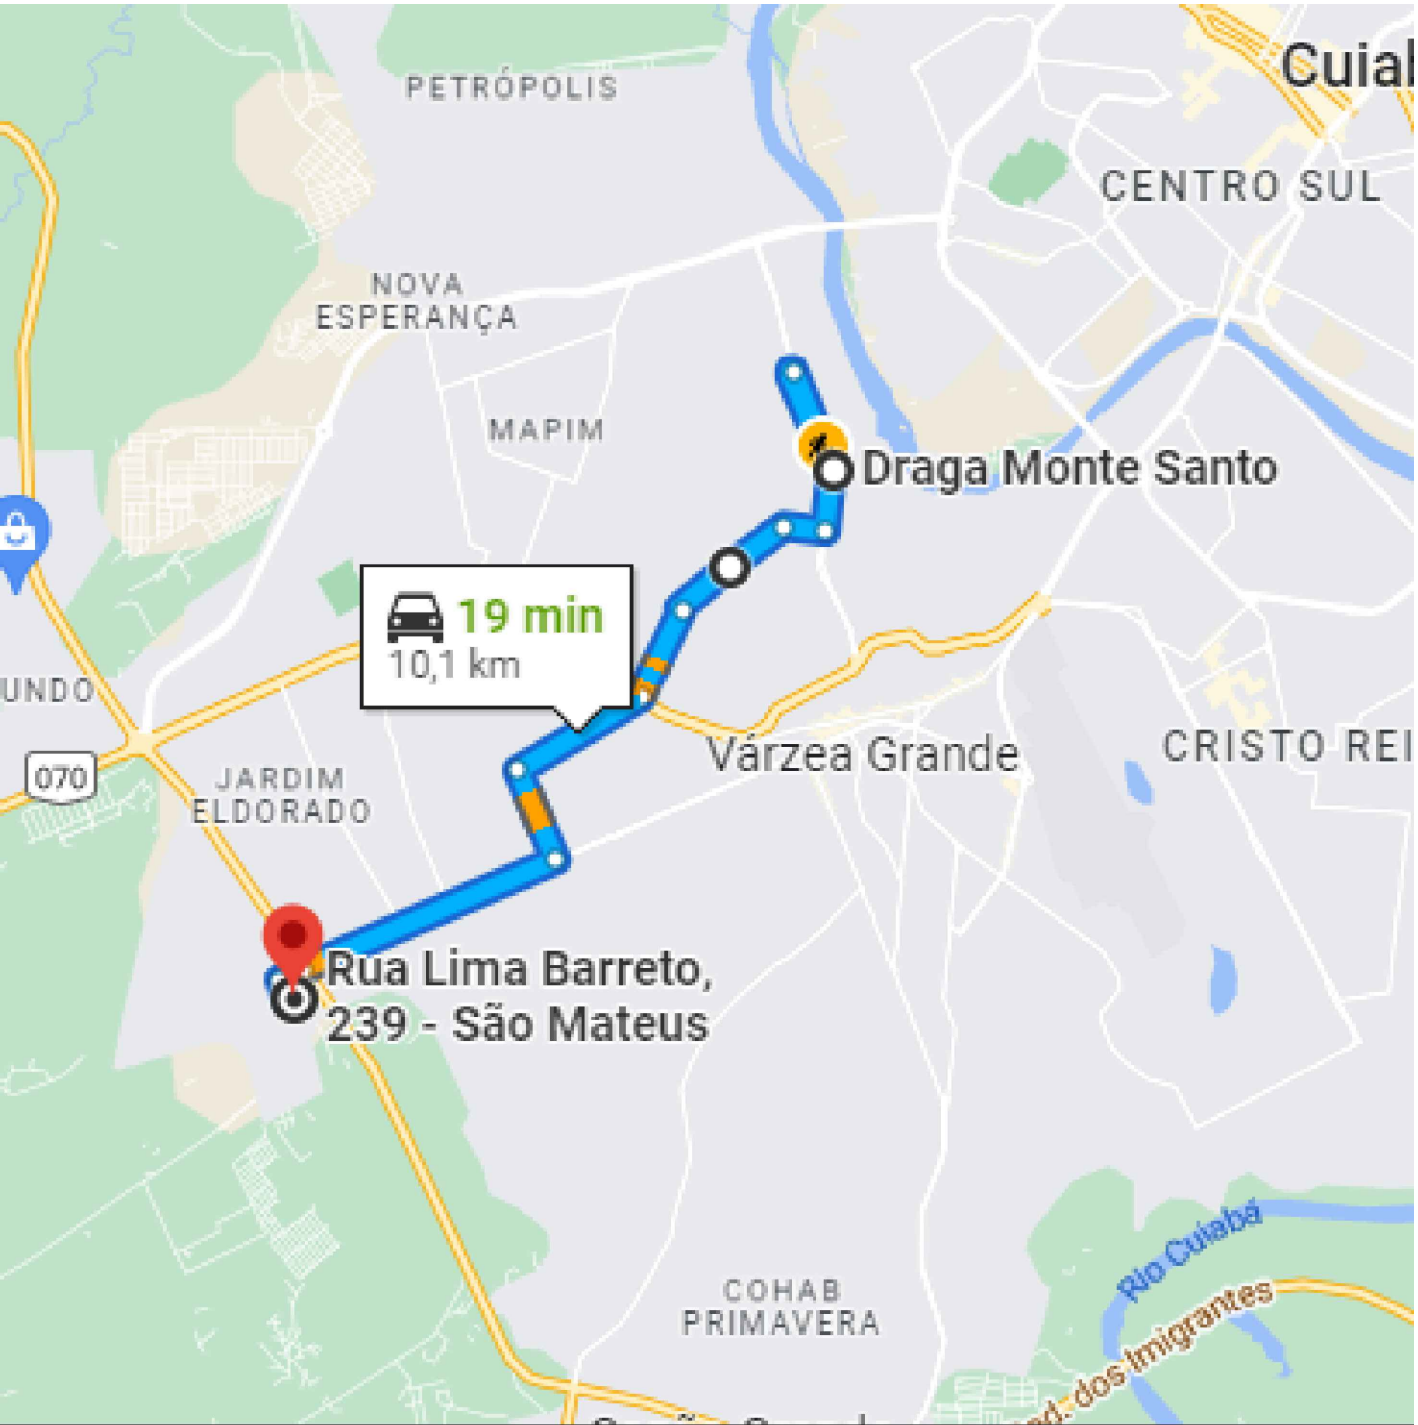 Cuiab
PETRÓPOLIS
CENTRO SUL
NOVA
ESPERANÇA
MAPIM
Draga Monte Santo
19 min
10,1 km
UNDO
070
JARDIM
ELDORADO
Várzea Grande
CRISTO REI
Rua Lima Barreto,
239 - São Mateus
Rio Cuiabá
COHAB
PRIMAVERA
od. dos Imigrantes